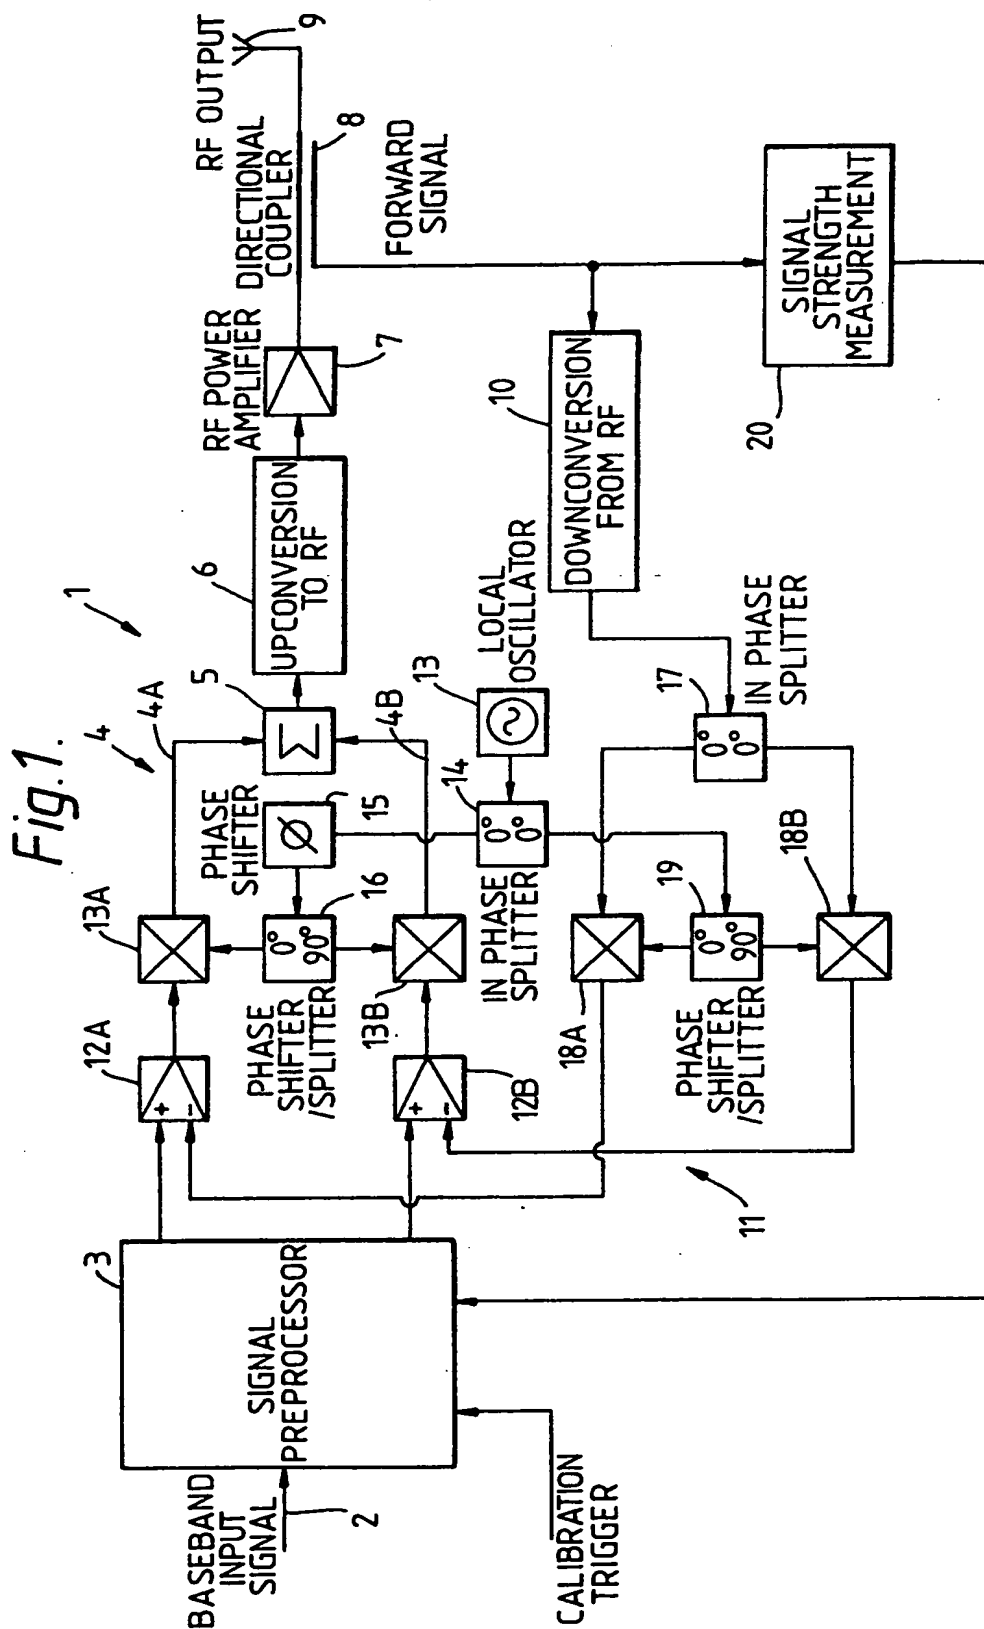 Fig.1.
1
BASEBAND
INPUT
SIGNAL
2
CALIBRATION
TRIGGER
3
SIGNAL
PREPROCESSOR
12A
+
−
12B
+
−
13A
13B
PHASE
SHIFTER
/SPLITTER
0°
90°
16
PHASE
SHIFTER
Ø
15
4
4A
4B
5
Σ
6
UPCONVERSION
TO RF
RF POWER
AMPLIFIER
7
DIRECTIONAL
COUPLER
8
RF OUTPUT
9
FORWARD
SIGNAL
IN PHASE
SPLITTER
0°
0°
14
13
~
LOCAL
OSCILLATOR
10
DOWNCONVERSION
FROM RF
11
18A
PHASE
SHIFTER
/SPLITTER
0°
90°
19
18B
17
0°
0°
IN PHASE
SPLITTER
20
SIGNAL
STRENGTH
MEASUREMENT